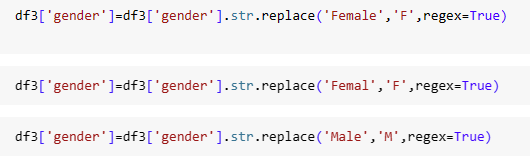 df3['gender']=df3['gender'].str.replace('Female','F',regex=True)
df3['gender']=df3['gender'].str.replace('Femal','F',regex=True)
df3['gender']=df3['gender'].str.replace('Male','M',regex=True)